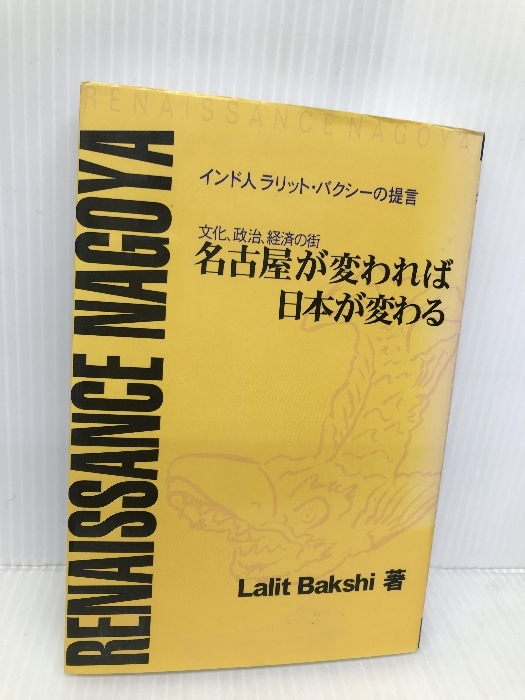 RENAISSANCE NAGOYA
RENAISSANCE NAGOYA
インド人 ラリット・バクシーの提言
文化、政治、経済の街
名古屋が変われば
日本が変わる
Lalit Bakshi 著